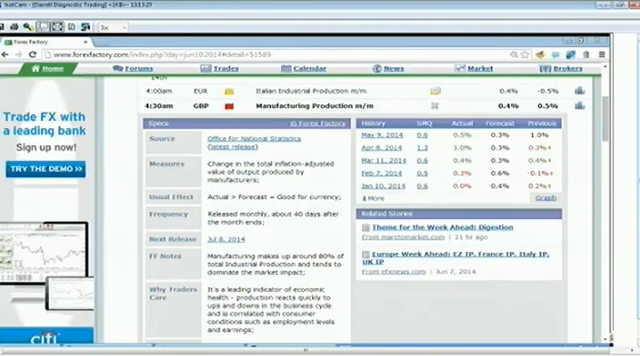 hotCam - [Darrell Diagnostic Trading] <1KB> - 1313:27
3x
Forex Factory
www.forexfactory.com/index.php?day=jun10.2014#detail=51589
Home
Forums
Trades
Calendar
News
Market
Brokers
14th
4:00am EUR Italian Industrial Production m/m 0.4% -0.5%
4:30am GBP Manufacturing Production m/m 0.4% 0.5%
Trade FX with
a leading bank
Sign up now!
TRY THE DEMO >>
citi
Specs © Forex Factory
Source Office for National Statistics
(latest release)
Measures Change in the total inflation-adjusted
value of output produced by
manufacturers;
Usual Effect Actual > Forecast = Good for currency;
Frequency Released monthly, about 40 days after
the month ends;
Next Release Jul 8, 2014
FF Notes Manufacturing makes up around 80% of
total Industrial Production and tends to
dominate the market impact;
Why Traders
Care
It's a leading indicator of economic
health - production reacts quickly to
ups and downs in the business cycle
and is correlated with consumer
conditions such as employment levels
and earnings;
History Actual Forecast Previous
May 9, 2014 0.6 0.5% 0.3% 1.0%
Apr 8, 2014 1.3 1.0% 0.3%
Mar 11, 2014 0.6 0.4% 0.3% 0.4%
Feb 7, 2014 0.5 0.3% 0.6% -0.1%
Jan 10, 2014 0.6 0.0% 0.4% 0.2%
More
Graph
Related Stories
Theme for the Week Ahead: Digestion
From marctomarket.com | 21 hr ago
Europe Week Ahead: EZ IP, France IP, Italy IP,
UK IP
From efxnews.com | Jun 7, 2014